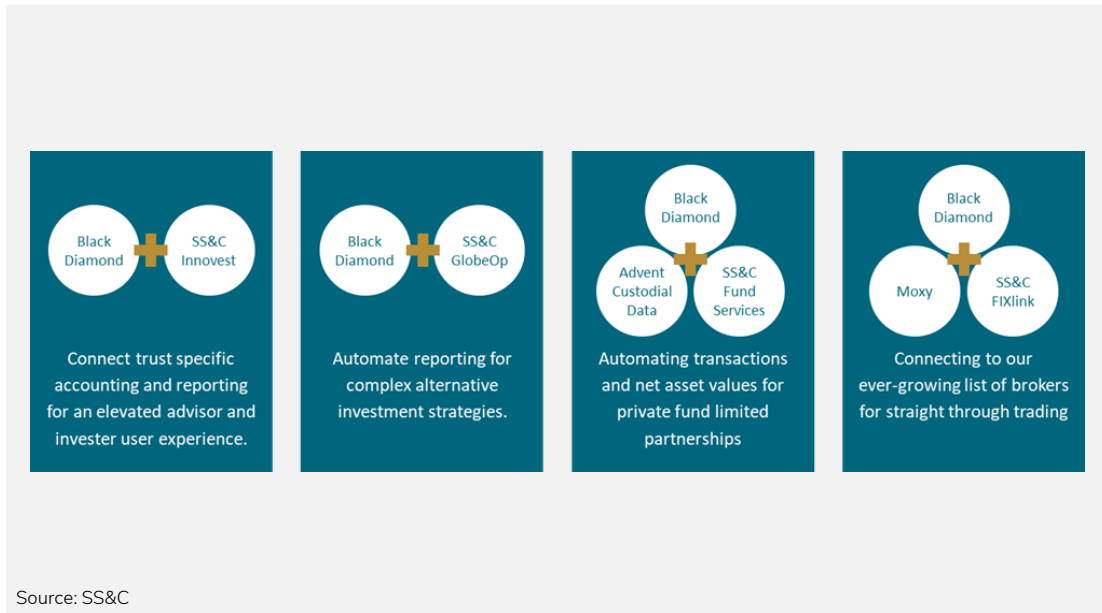 Black
Diamond
SS&C
Innovest
Connect trust specific
accounting and reporting
for an elevated advisor and
invester user experience.
Black
Diamond
SS&C
GlobeOp
Automate reporting for
complex alternative
investment strategies.
Black
Diamond
Advent
Custodial
Data
SS&C
Fund
Services
Automating transactions
and net asset values for
private fund limited
partnerships
Black
Diamond
Moxy
SS&C
FIXlink
Connecting to our
ever-growing list of brokers
for straight through trading
Source: SS&C